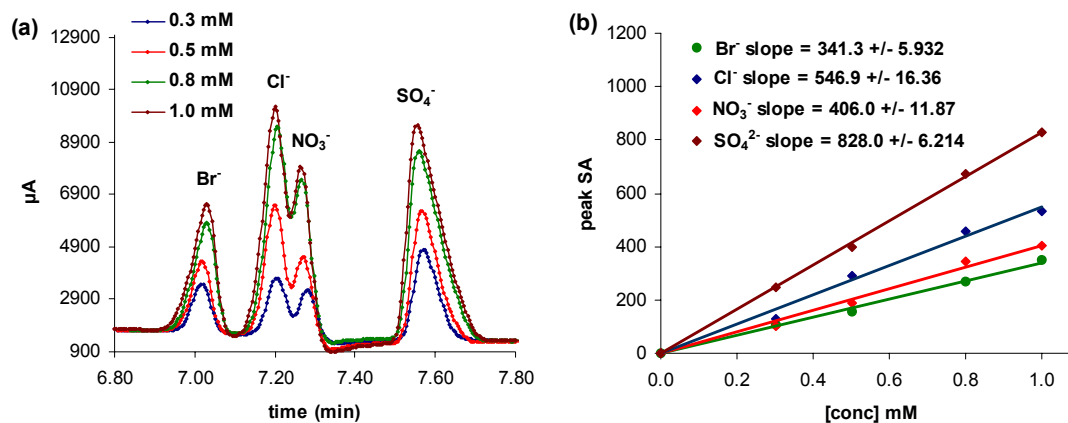 (a)
0.3 mM
0.5 mM
0.8 mM
1.0 mM
12900
10900
8900
6900
4900
2900
900
µA
Br⁻
Cl⁻
NO₃⁻
SO₄⁻
6.80 7.00 7.20 7.40 7.60 7.80
time (min)
(b)
Br⁻ slope = 341.3 +/- 5.932
Cl⁻ slope = 546.9 +/- 16.36
NO₃⁻ slope = 406.0 +/- 11.87
SO₄²⁻ slope = 828.0 +/- 6.214
1200
1000
800
600
400
200
0
peak SA
0.0 0.2 0.4 0.6 0.8 1.0
[conc] mM